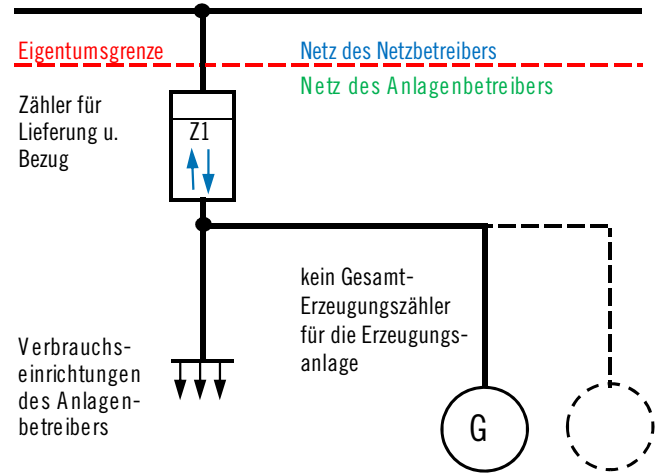 Eigentumsgrenze
Netz des Netzbetreibers
Netz des Anlagenbetreibers
Zähler für
Lieferung u.
Bezug
Z1
kein Gesamt-
Erzeugungszähler
für die Erzeugungs-
anlage
Verbrauchs-
einrichtungen
des Anlagen-
betreibers
G